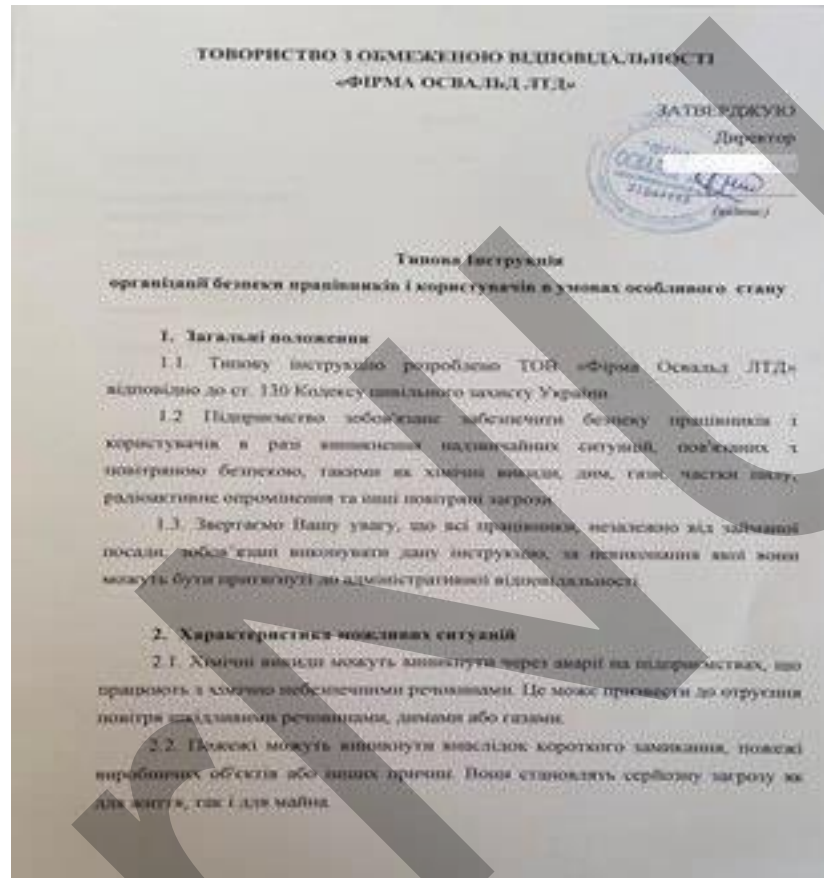 ТОВОРИСТВО З ОБМЕЖЕНОЮ ВІДПОВІДАЛЬНОСТІ
«ФІРМА ОСВАЛЬД ЛТД»
ЗАТВЕРДЖУЮ
Директор
(підпис)
Типова Інструкція
організації безпеки працівників і користувачів в умовах особливого стану
1. Загальні положення
1.1. Типову інструкцію розроблено ТОВ «Фірма Освальд ЛТД»
відповідно до ст. 130 Кодексу цивільного захисту України
1.2 Підприємство зобов'язане забезпечити безпеку працівників і
користувачів в разі виникнення надзвичайних ситуацій, пов'язаних з
повітряною безпекою, такими як хімічні викиди, дим, гази, частки пилу,
радіоактивне опромінення та інші повітряні загрози
1.3. Звертаємо Вашу увагу, що всі працівники, незалежно від займаної
посади, зобов'язані виконувати дану інструкцію, за невиконання якої вони
можуть бути притягнуті до адміністративної відповідальності
2. Характеристика можливих ситуацій
2.1. Хімічні викиди можуть виникнути через аварії на підприємствах, що
працюють з хімічно небезпечними речовинами. Це може призвести до отруєння
повітря шкідливими речовинами, димами або газами.
2.2. Пожежі можуть виникнути внаслідок короткого замикання, пожежі
виробничих об'єктів або інших причин. Вони становлять серйозну загрозу як
для життя, так і для майна